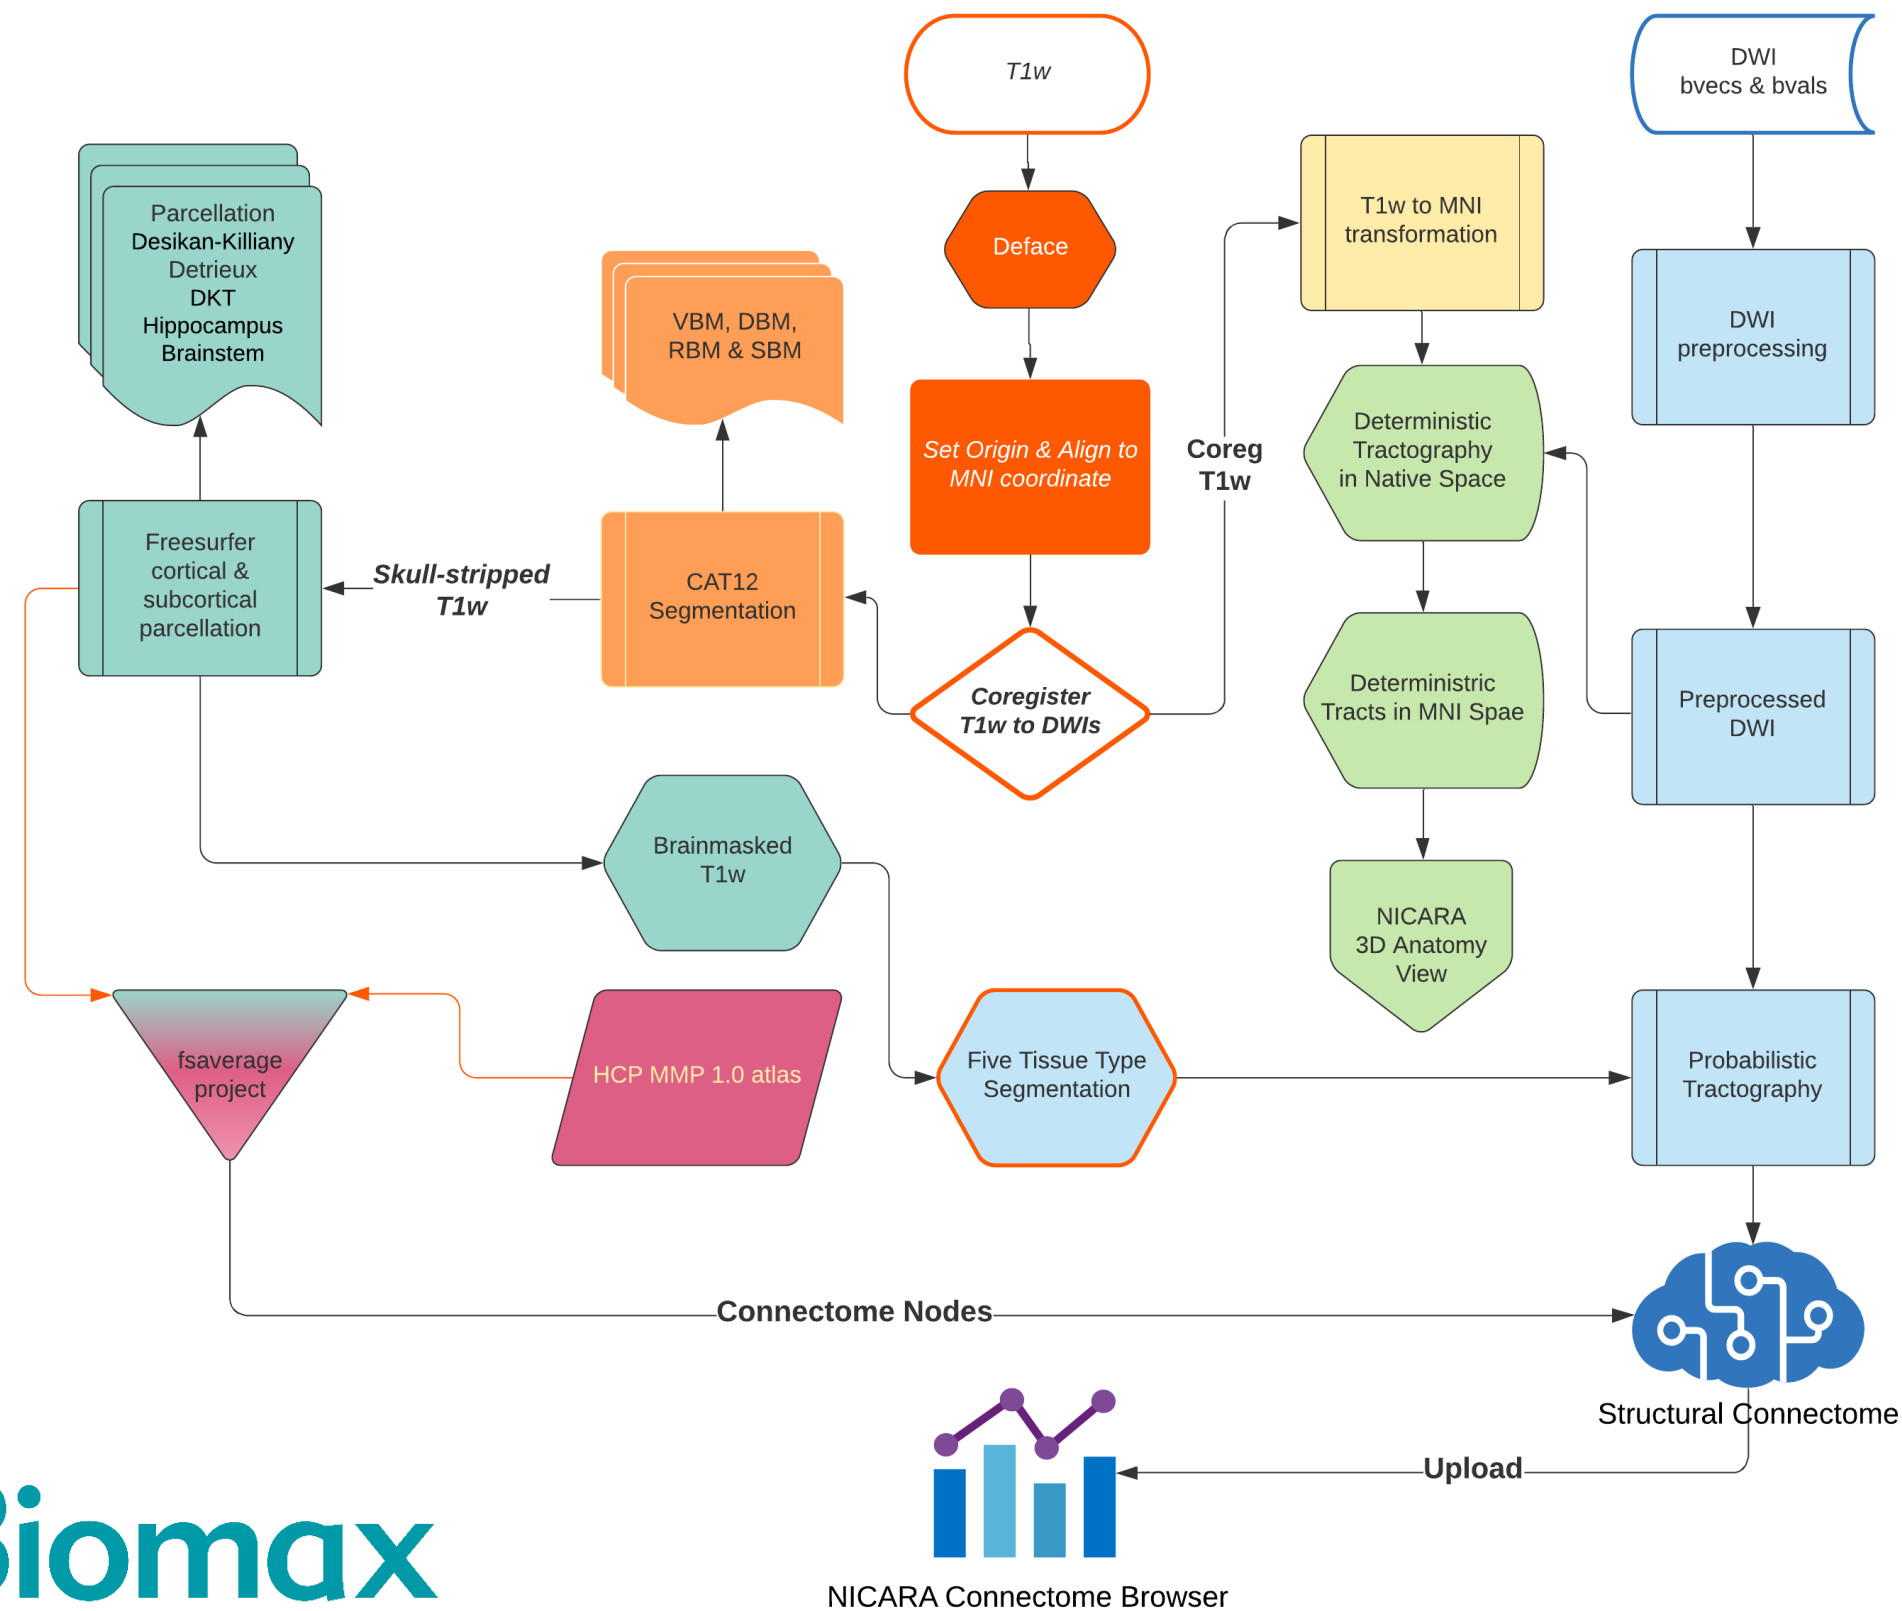 T1w
DWI
bvecs & bvals
Parcellation
Desikan-Killiany
Detrieux
DKT
Hippocampus
Brainstem
VBM, DBM,
RBM & SBM
Deface
T1w to MNI
transformation
DWI
preprocessing
Set Origin & Align to
MNI coordinate
Coreg
T1w
Deterministic
Tractography
in Native Space
Freesurfer
cortical &
subcortical
parcellation
Skull-stripped
T1w
CAT12
Segmentation
Coregister
T1w to DWIs
Deterministric
Tracts in MNI Spae
Preprocessed
DWI
Brainmasked
T1w
NICARA
3D Anatomy
View
fsaverage
project
HCP MMP 1.0 atlas
Five Tissue Type
Segmentation
Probabilistic
Tractography
Connectome Nodes
Structural Connectome
Upload
Biomax
NICARA Connectome Browser